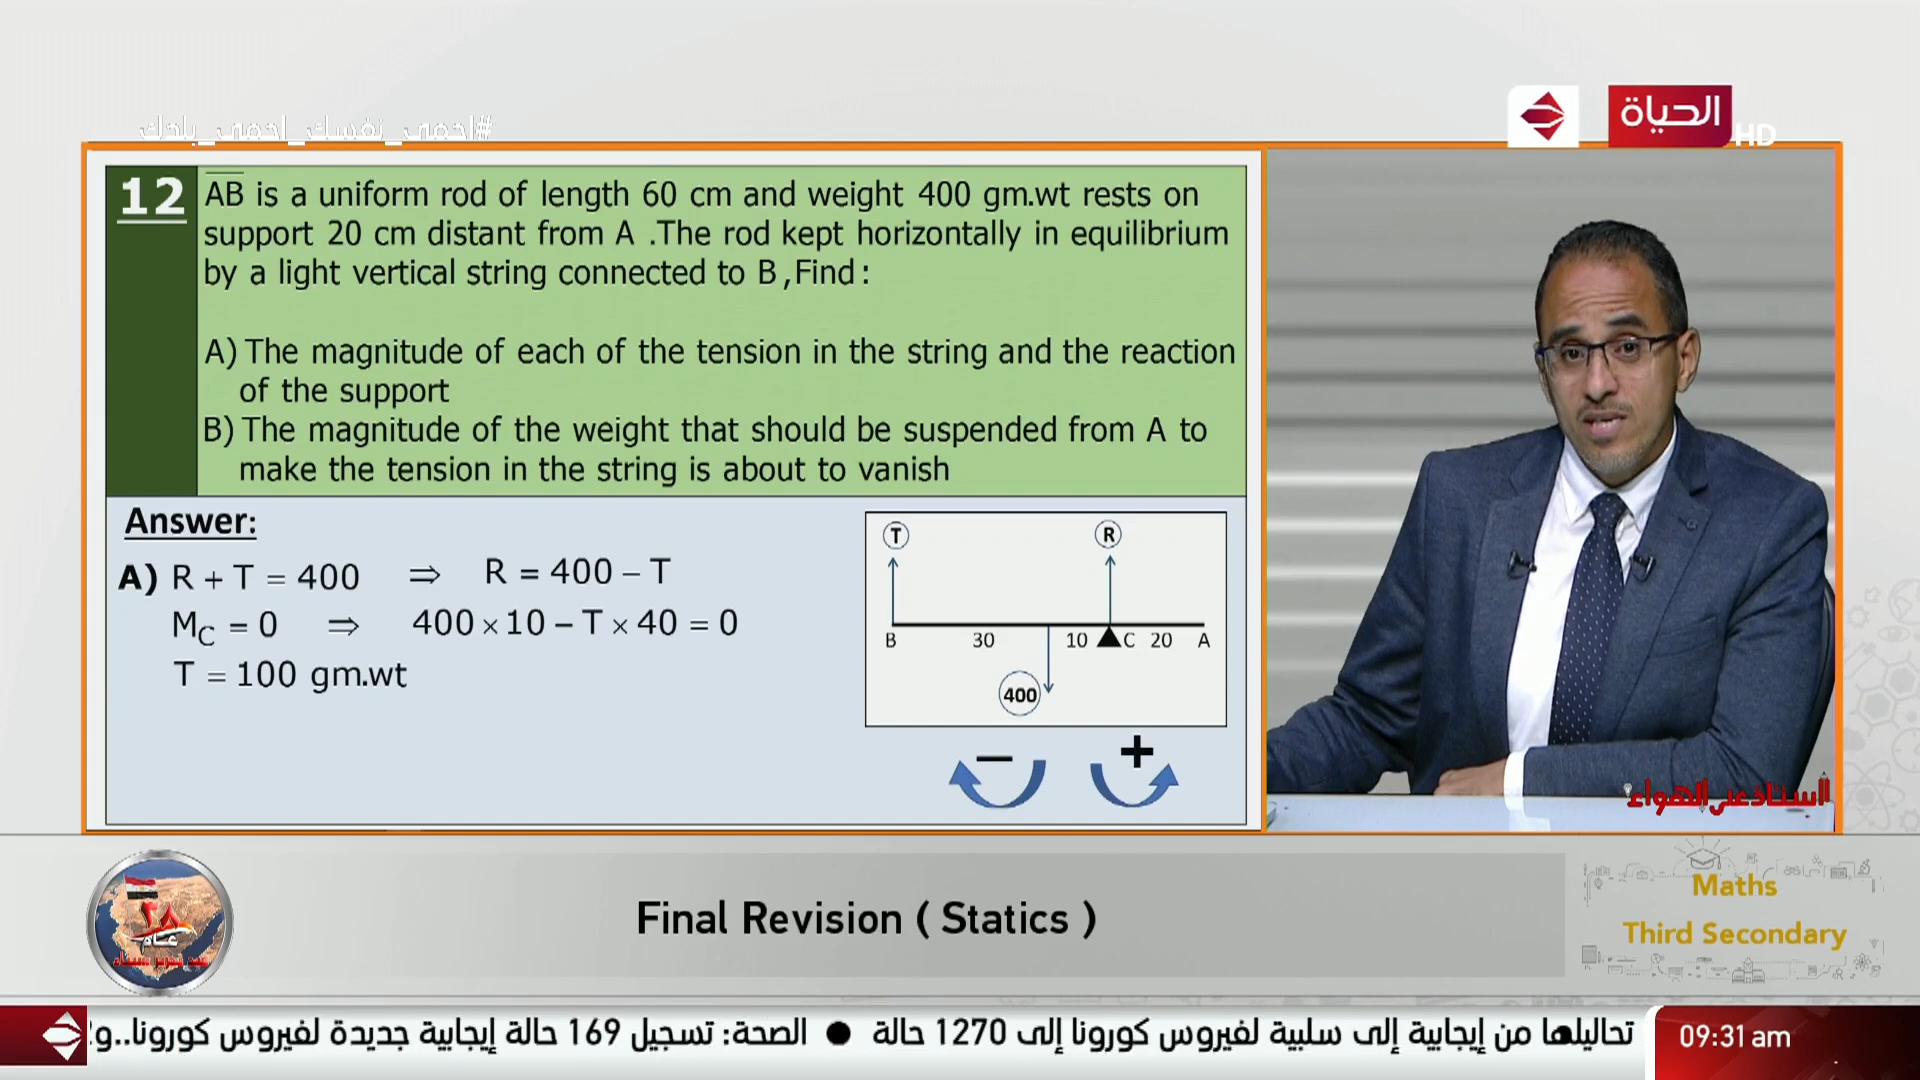 #احمي_نفسك_احمي_بلدك
الحياة
HD
12
AB is a uniform rod of length 60 cm and weight 400 gm.wt rests on
support 20 cm distant from A .The rod kept horizontally in equilibrium
by a light vertical string connected to B ,Find :
A) The magnitude of each of the tension in the string and the reaction
of the support
B) The magnitude of the weight that should be suspended from A to
make the tension in the string is about to vanish
Answer:
A) R + T = 400 ⇒ R = 400 – T
M_C = 0 ⇒ 400 × 10 – T × 40 = 0
T = 100 gm.wt
T R
B 30 10 C 20 A
400
– +
أستاذ على الهواء
٣٨
عام
Final Revision ( Statics )
Maths
Third Secondary
تحاليلها من إيجابية إلى سلبية لفيروس كورونا إلى 1270 حالة ● الصحة: تسجيل 169 حالة إيجابية جديدة لفيروس كورونا..و
09:31 am